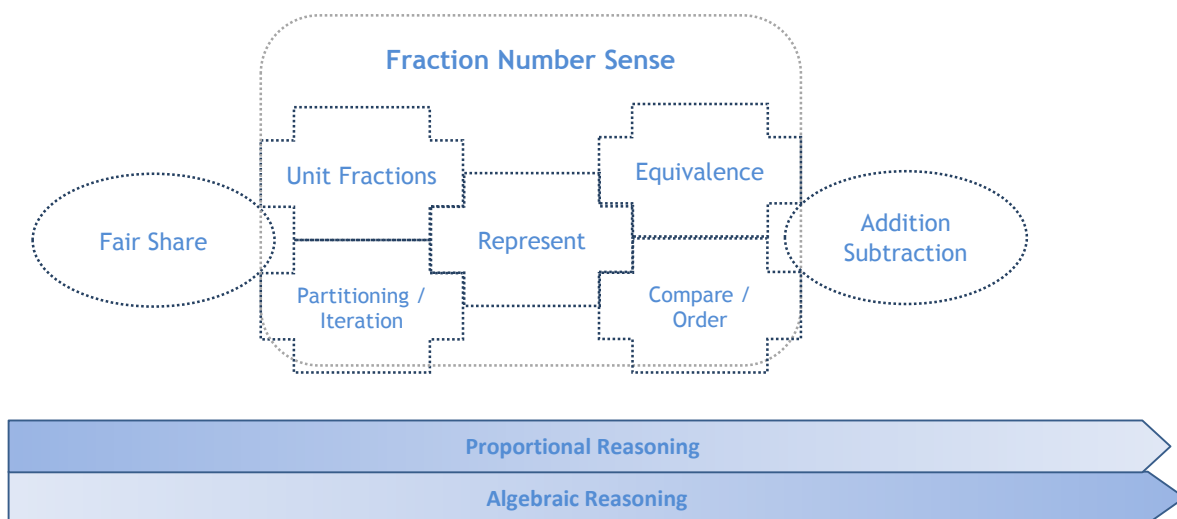 Fraction Number Sense
Unit Fractions
Equivalence
Fair Share
Represent
Addition
Subtraction
Partitioning /
Iteration
Compare /
Order
Proportional Reasoning
Algebraic Reasoning